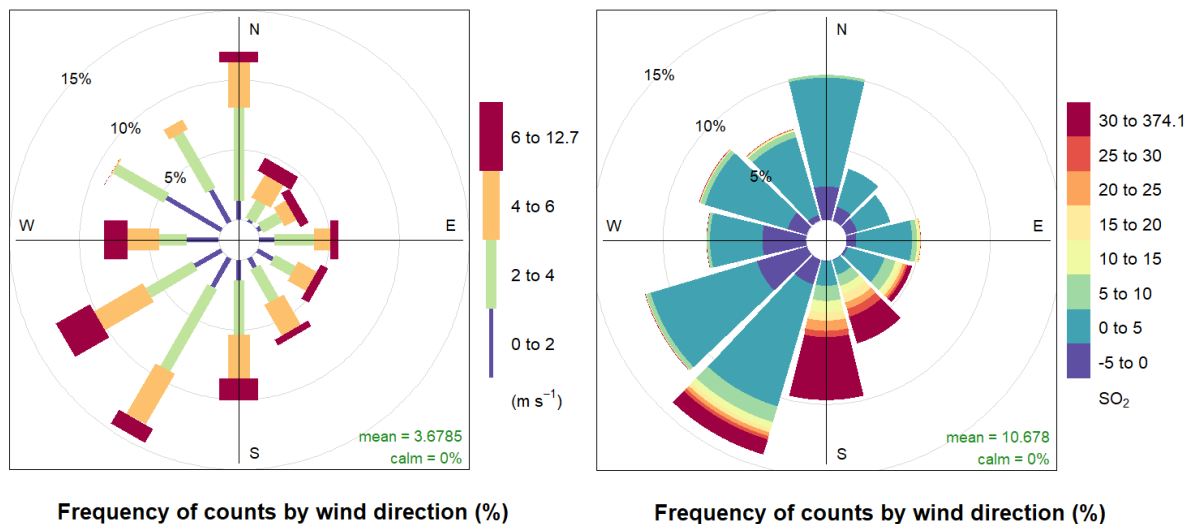 N
15%
10%
5%
W
E
S
6 to 12.7
4 to 6
2 to 4
0 to 2
(m s⁻¹)
mean = 3.6785
calm = 0%
Frequency of counts by wind direction (%)
N
15%
10%
5%
W
E
S
30 to 374.1
25 to 30
20 to 25
15 to 20
10 to 15
5 to 10
0 to 5
-5 to 0
SO₂
mean = 10.678
calm = 0%
Frequency of counts by wind direction (%)